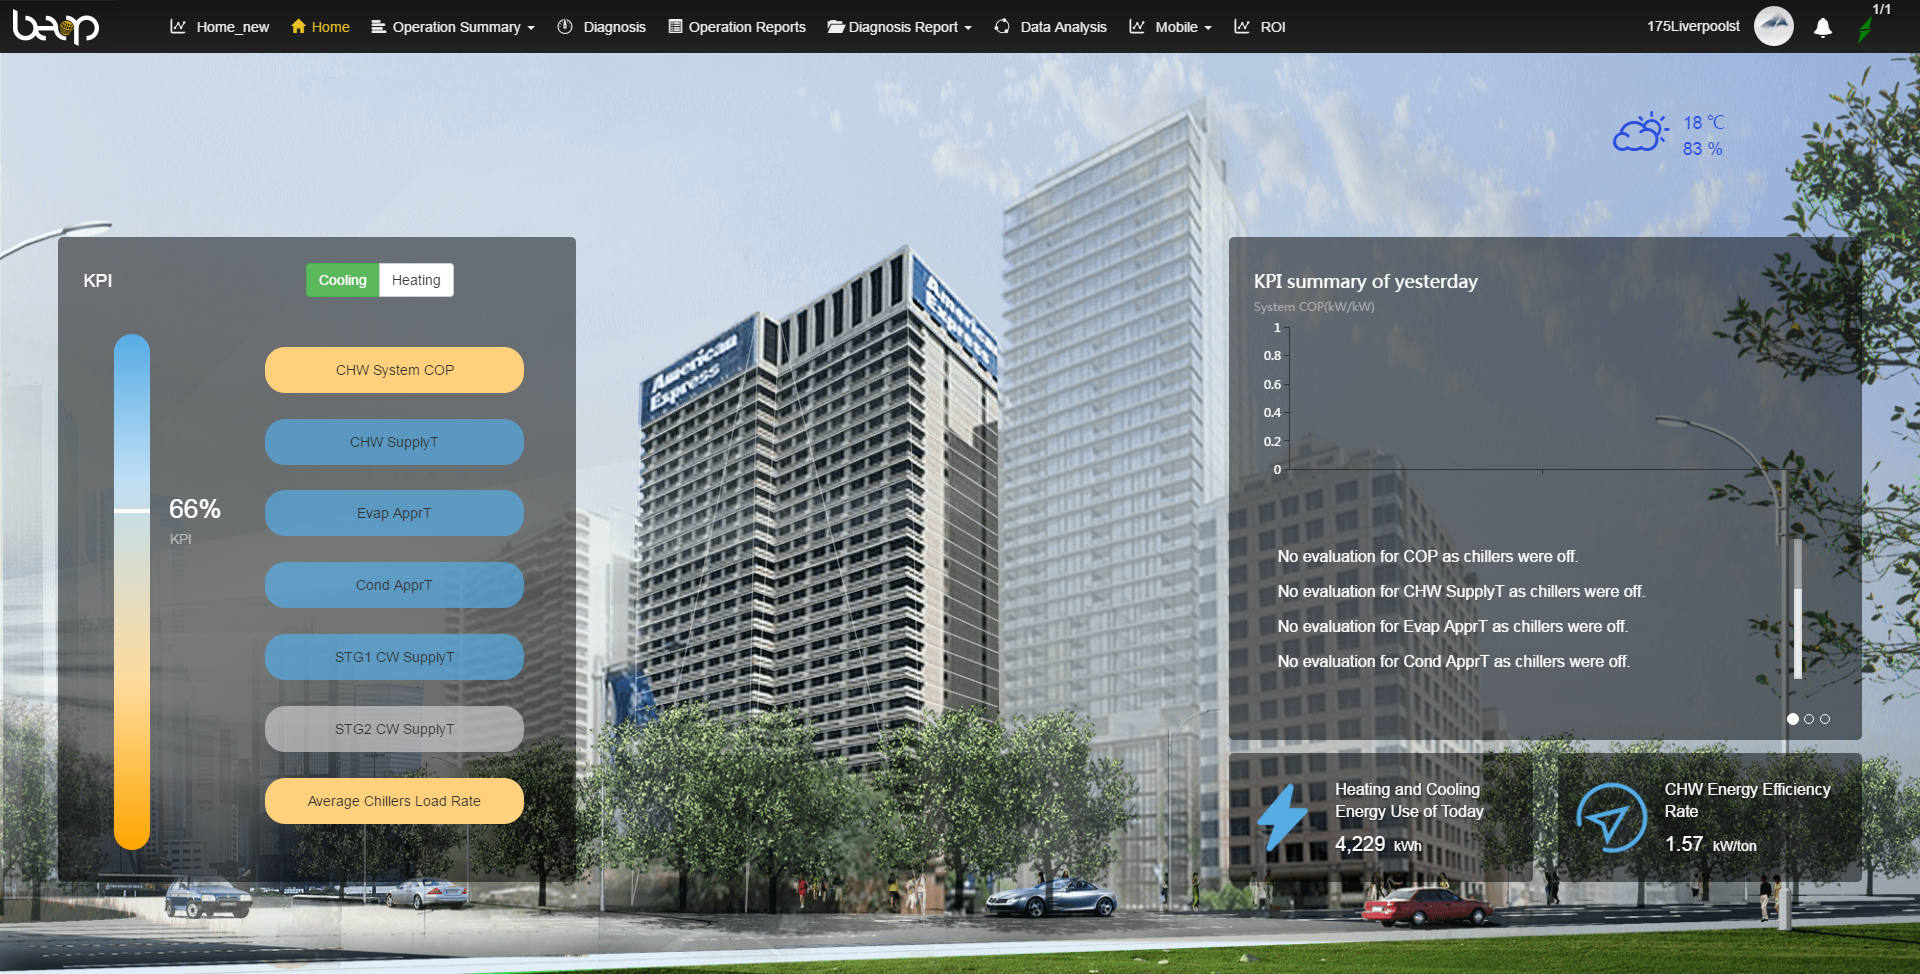 beop
Home_new
Home
Operation Summary
Diagnosis
Operation Reports
Diagnosis Report
Data Analysis
Mobile
ROI
175Liverpoolst
1/1
18 ℃
83 %
KPI
Cooling
Heating
CHW System COP
CHW SupplyT
Evap ApprT
Cond ApprT
STG1 CW SupplyT
STG2 CW SupplyT
Average Chillers Load Rate
66%
KPI
American
Express
American
Express
KPI summary of yesterday
System COP(kW/kW)
1
0.8
0.6
0.4
0.2
0
No evaluation for COP as chillers were off.
No evaluation for CHW SupplyT as chillers were off.
No evaluation for Evap ApprT as chillers were off.
No evaluation for Cond ApprT as chillers were off.
Heating and Cooling
Energy Use of Today
4,229 kWh
CHW Energy Efficiency
Rate
1.57 kW/ton